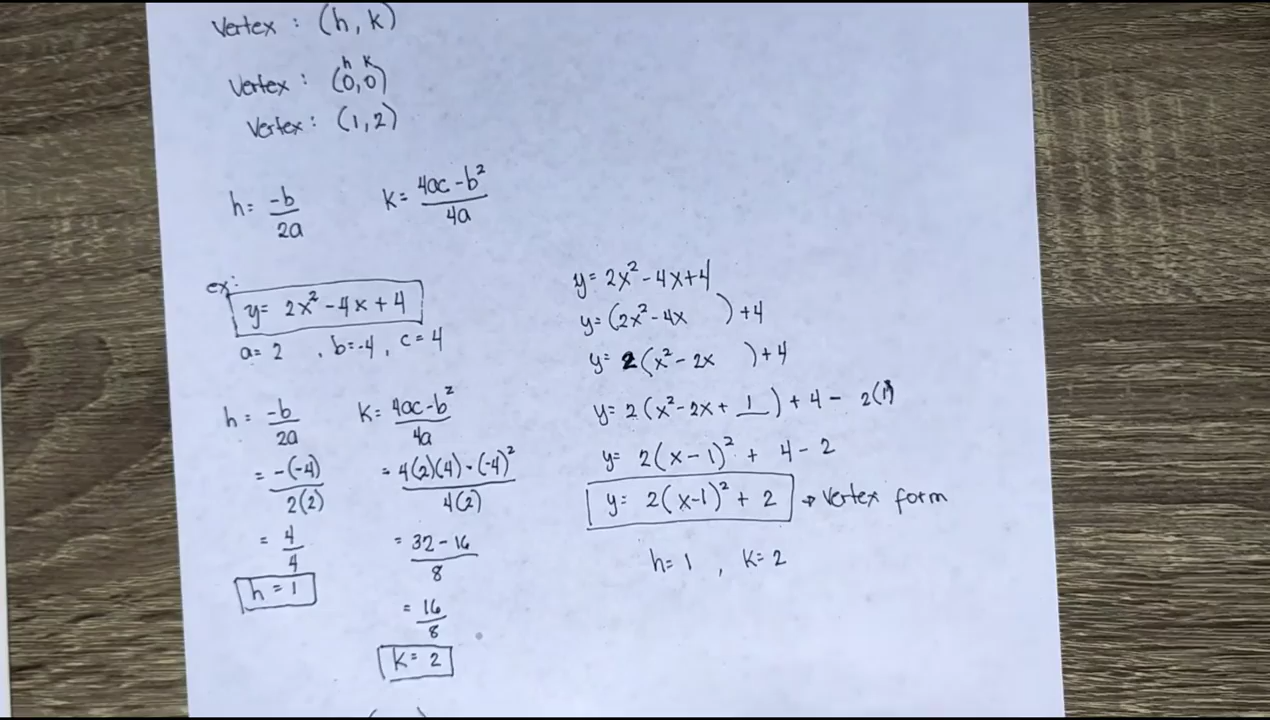 Vertex : (h, k)
h k
Vertex : (0,0)
Vertex : (1,2)
h = -b/2a
k = 4ac - b²/4a
ex:
y = 2x² - 4x + 4
a = 2 , b = -4 , c = 4
h = -b/2a
= -(-4)/2(2)
= 4/4
h = 1
k = 4ac - b²/4a
= 4(2)(4) - (-4)²/4(2)
= 32 - 16/8
= 16/8
k = 2
y = 2x² - 4x + 4
y = (2x² - 4x ) + 4
y = 2(x² - 2x ) + 4
y = 2(x² - 2x + 1) + 4 - 2(1)
y = 2(x - 1)² + 4 - 2
y = 2(x-1)² + 2 → Vertex form
h = 1 , k = 2